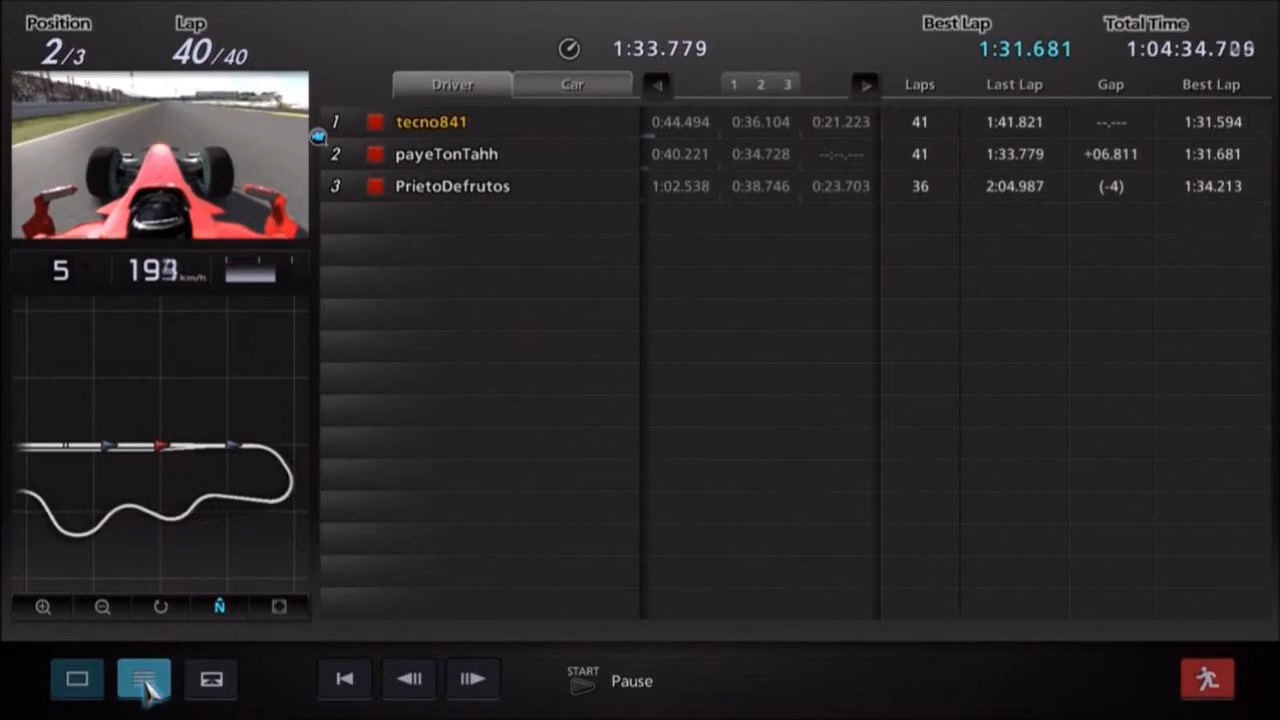 Position Lap Best Lap Total Time
2/3 40/40 1:33.779 1:31.681
Driver Car 1 2 3 Laps Last Lap Gap Best Lap
1 tecno841 0:44.494 0:36.104 0:21.223 41 1:41.821 --,--- 1:31.594
2 payeTonTahh 0:40.221 0:34.728 --:--,--- 41 1:33.779 +06.811 1:31.681
3 PrietoDefrutos 1:02.538 0:38.746 0:23.703 36 2:04.987 (-4) 1:34.213
5 km/h
N
START
Pause